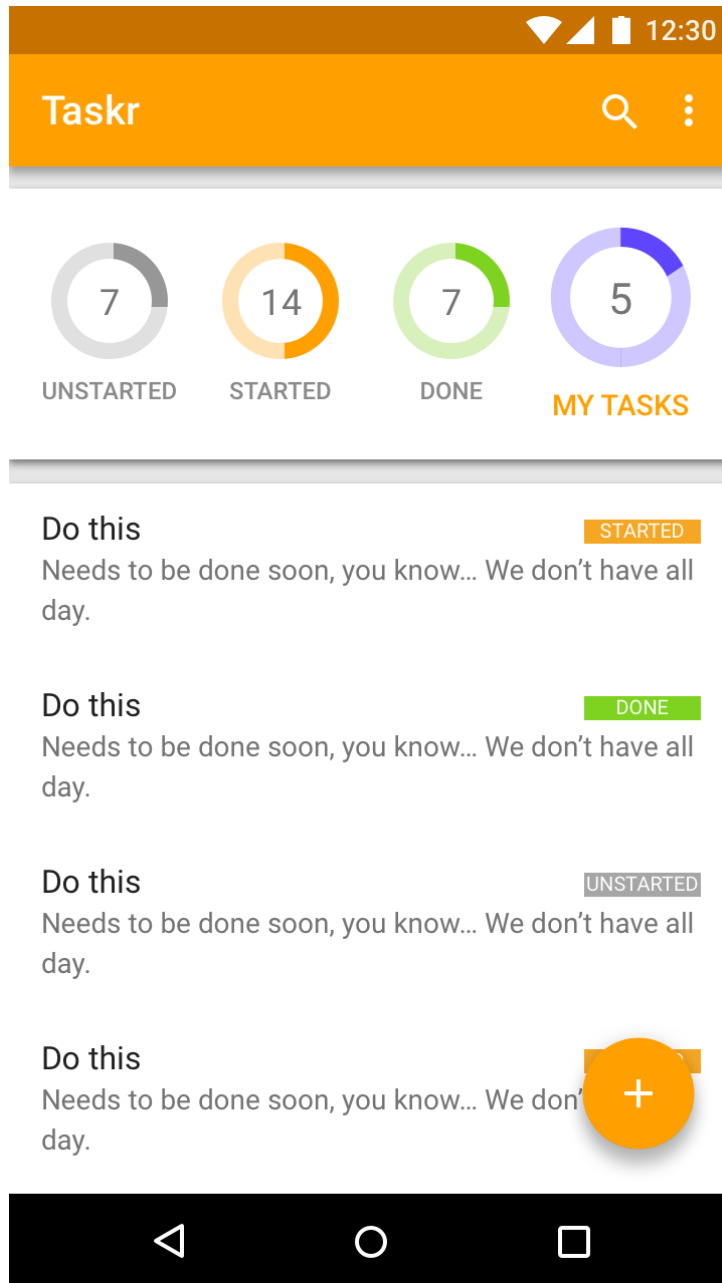 12:30
Taskr
7
14
7
5
UNSTARTED
STARTED
DONE
MY TASKS
Do this
STARTED
Needs to be done soon, you know... We don’t have all
day.
Do this
DONE
Needs to be done soon, you know... We don’t have all
day.
Do this
UNSTARTED
Needs to be done soon, you know... We don’t have all
day.
Do this
Needs to be done soon, you know... We don’
day.